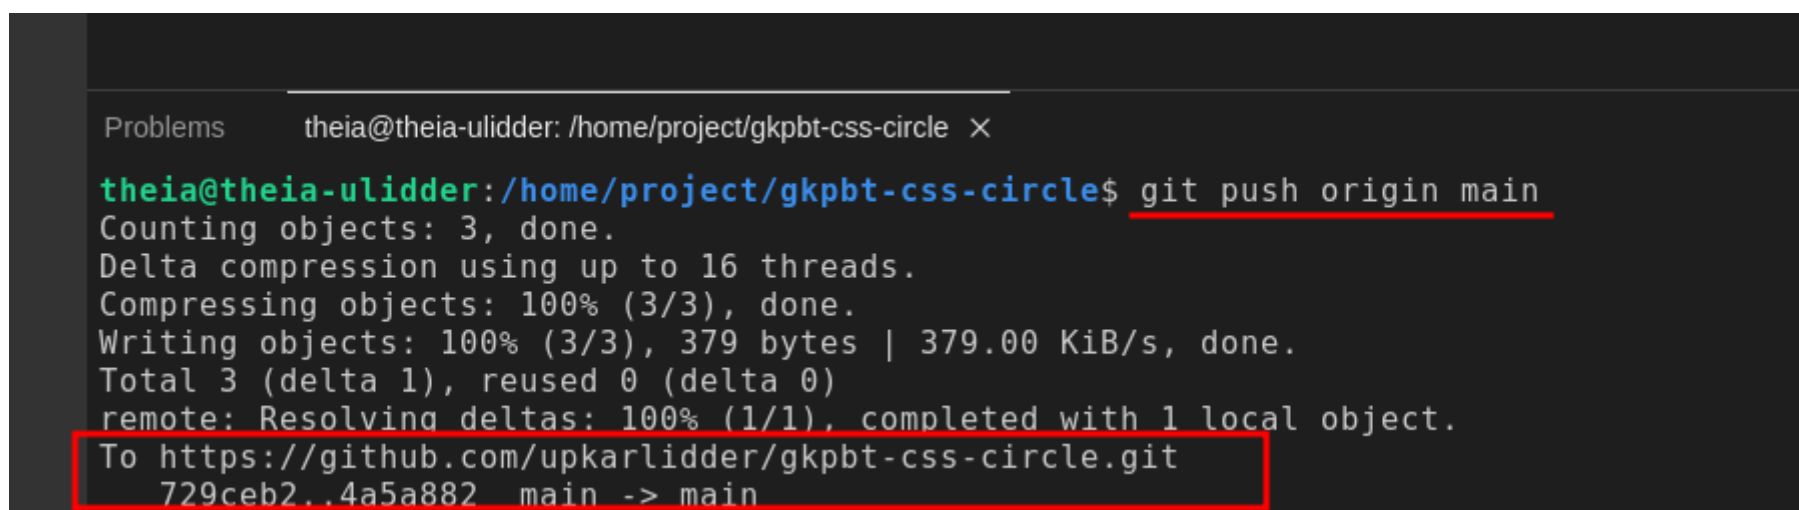 Problems theia@theia-ulidder: /home/project/gkpbt-css-circle ×
theia@theia-ulidder:/home/project/gkpbt-css-circle$ git push origin main
Counting objects: 3, done.
Delta compression using up to 16 threads.
Compressing objects: 100% (3/3), done.
Writing objects: 100% (3/3), 379 bytes | 379.00 KiB/s, done.
Total 3 (delta 1), reused 0 (delta 0)
remote: Resolving deltas: 100% (1/1), completed with 1 local object.
To https://github.com/upkarlidder/gkpbt-css-circle.git
   729ceb2..4a5a882  main -> main